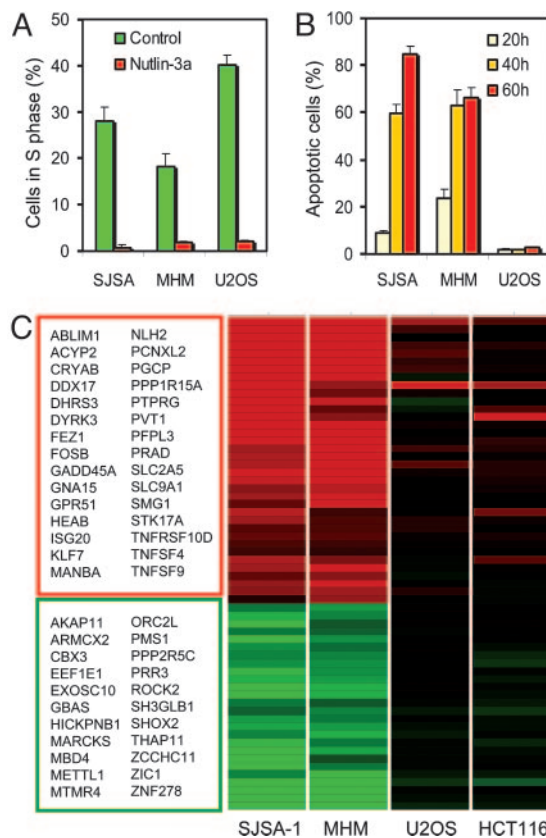 A
Cells in S phase (%)
50
40
30
20
10
0
Control
Nutlin-3a
SJSA MHM U2OS
B
Apoptotic cells (%)
100
80
60
40
20
0
20h
40h
60h
SJSA MHM U2OS
C
ABLIM1 NLH2
ACYP2 PCNXL2
CRYAB PGCP
DDX17 PPP1R15A
DHRS3 PTPRG
DYRK3 PVT1
FEZ1 PFPL3
FOSB PRAD
GADD45A SLC2A5
GNA15 SLC9A1
GPR51 SMG1
HEAB STK17A
ISG20 TNFRSF10D
KLF7 TNFSF4
MANBA TNFSF9
AKAP11 ORC2L
ARMCX2 PMS1
CBX3 PPP2R5C
EEF1E1 PRR3
EXOSC10 ROCK2
GBAS SH3GLB1
HICKPNB1 SHOX2
MARCKS THAP11
MBD4 ZCCHC11
METTL1 ZIC1
MTMR4 ZNF278
SJSA-1 MHM U2OS HCT116